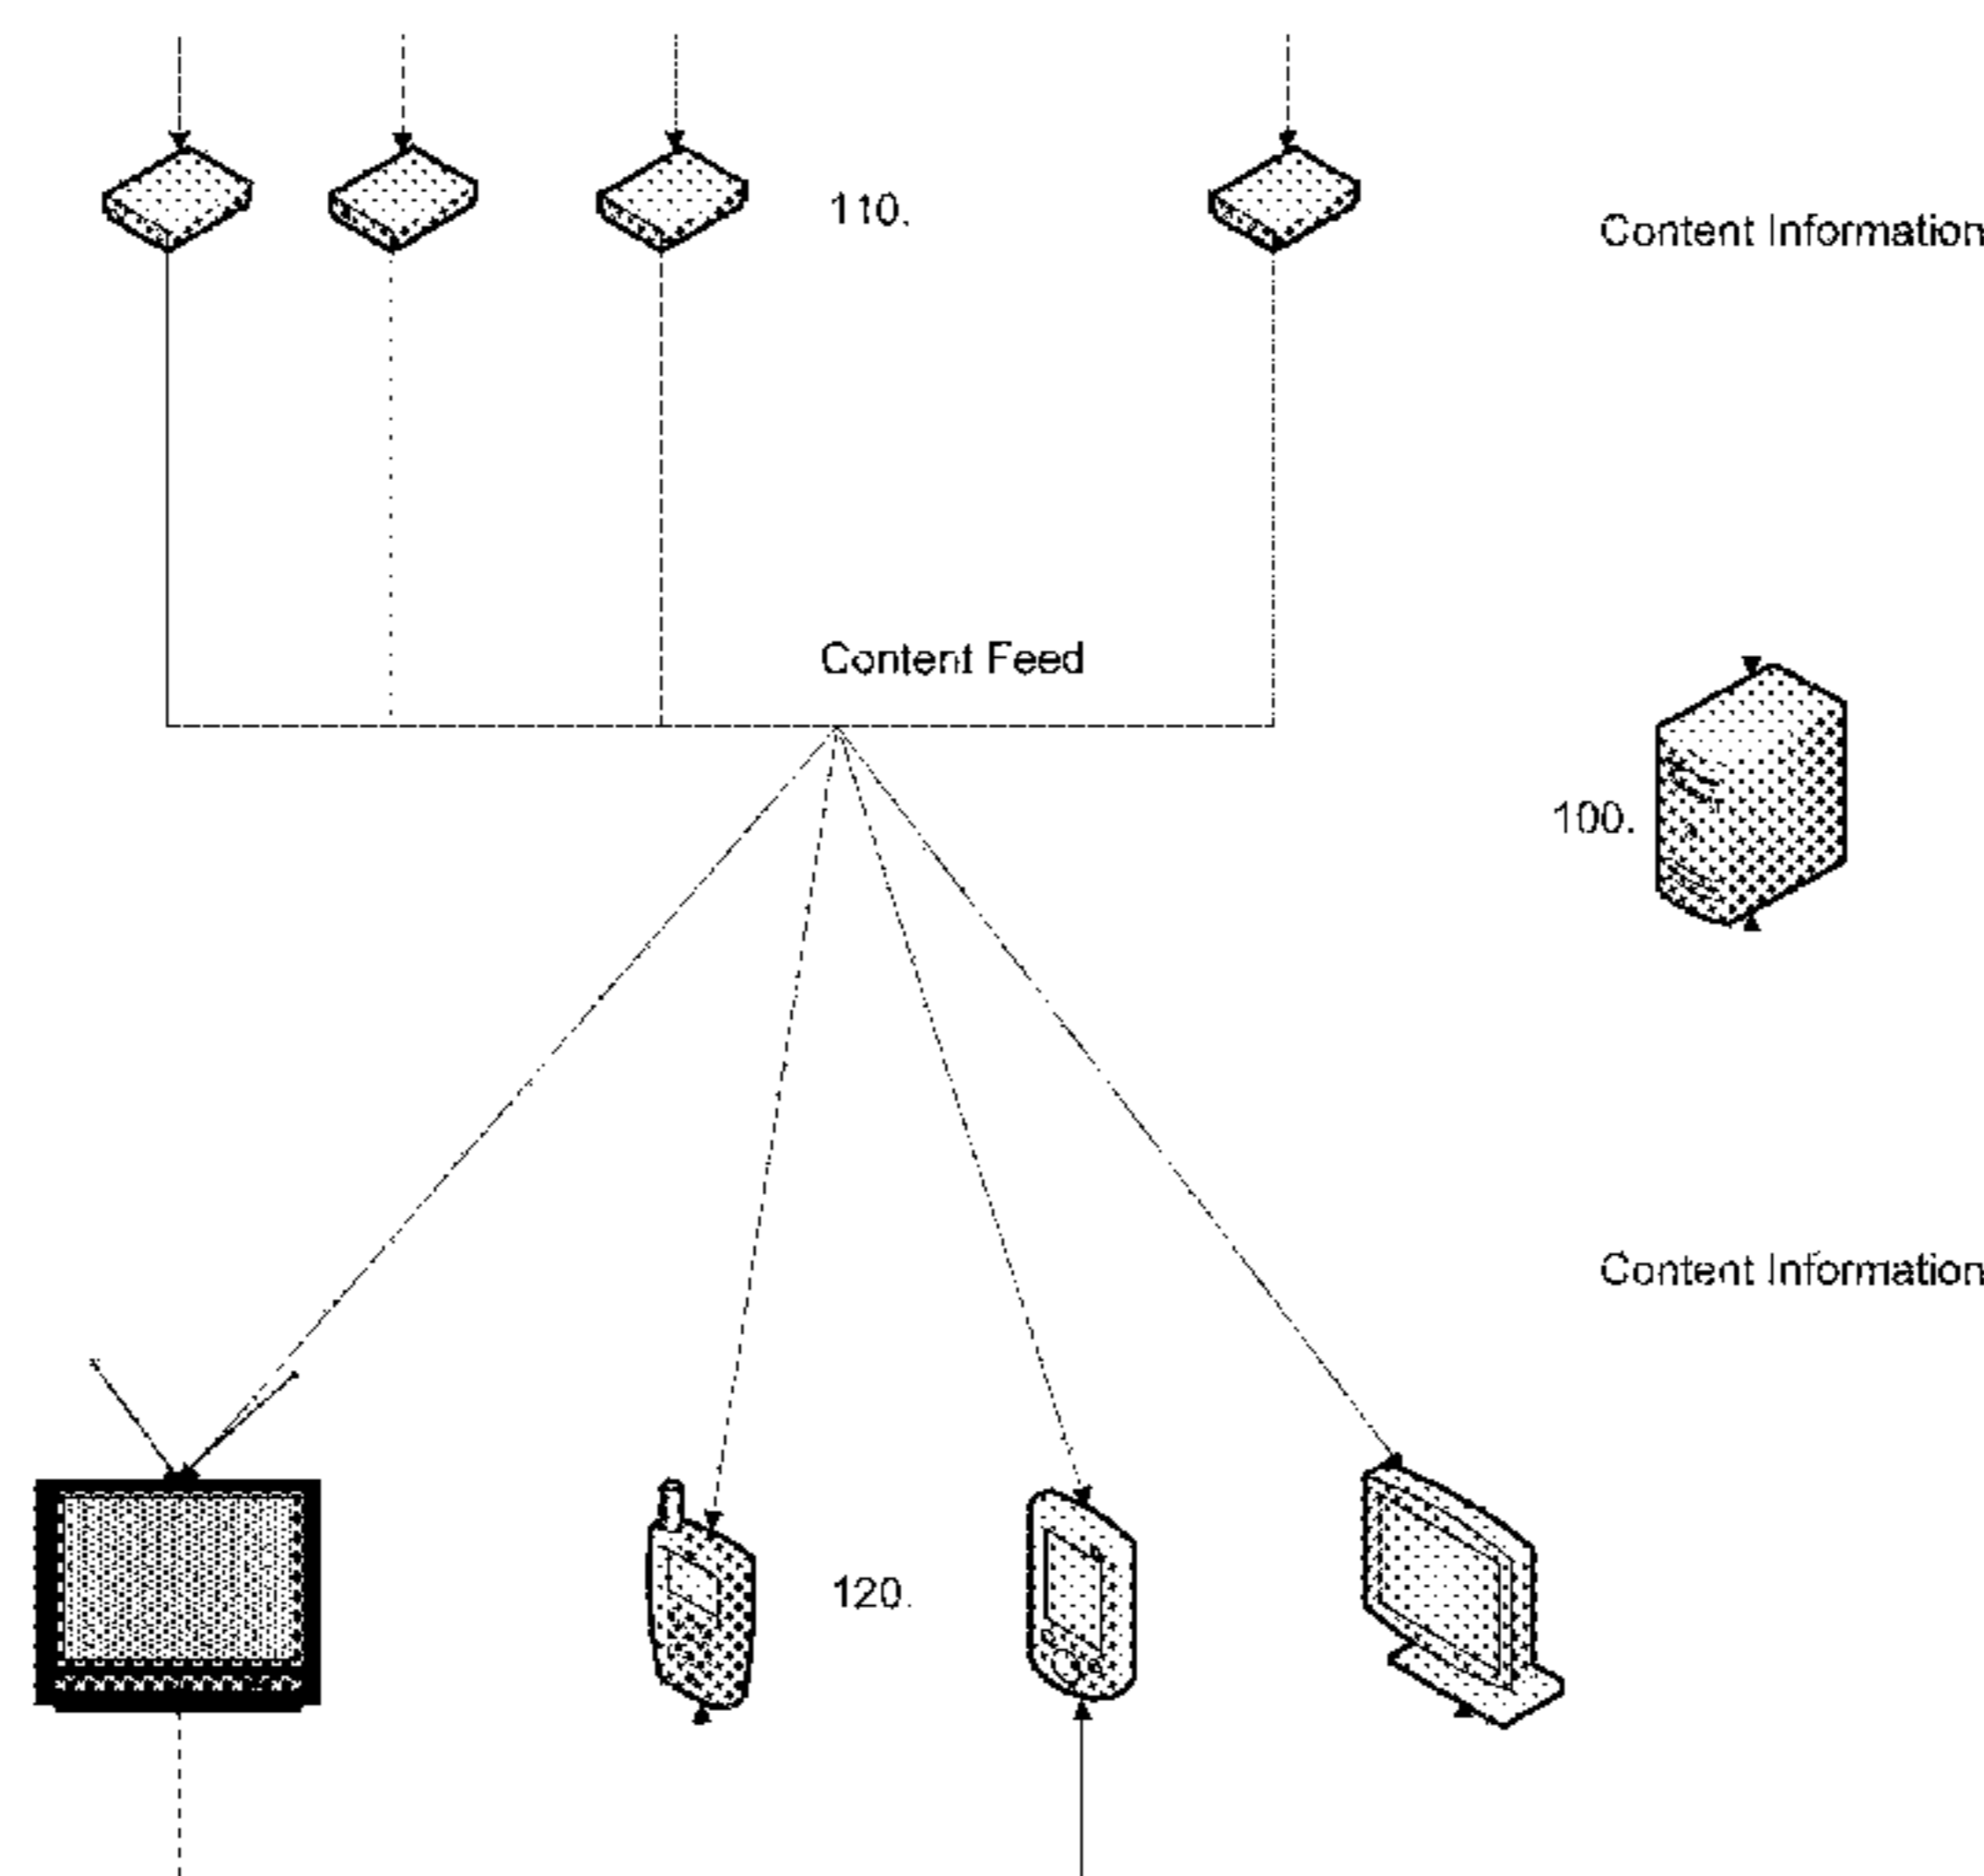 110.
Content Information
Content Feed
100.
Content Information
120.